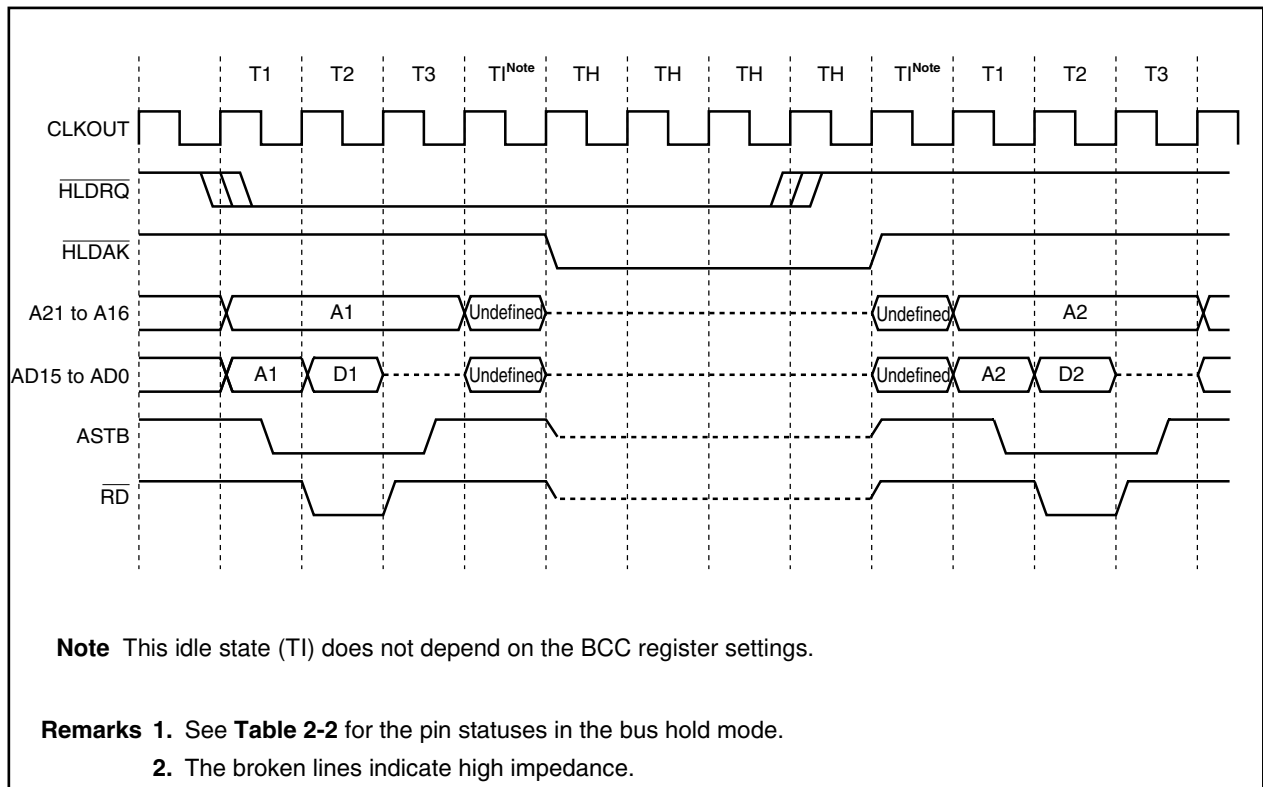 T1 T2 T3 TINote TH TH TH TH TINote T1 T2 T3
CLKOUT
HLDRQ
HLDAK
A21 to A16 A1 Undefined Undefined A2
AD15 to AD0 A1 D1 Undefined Undefined A2 D2
ASTB
RD
Note This idle state (TI) does not depend on the BCC register settings.
Remarks 1. See Table 2-2 for the pin statuses in the bus hold mode.
2. The broken lines indicate high impedance.